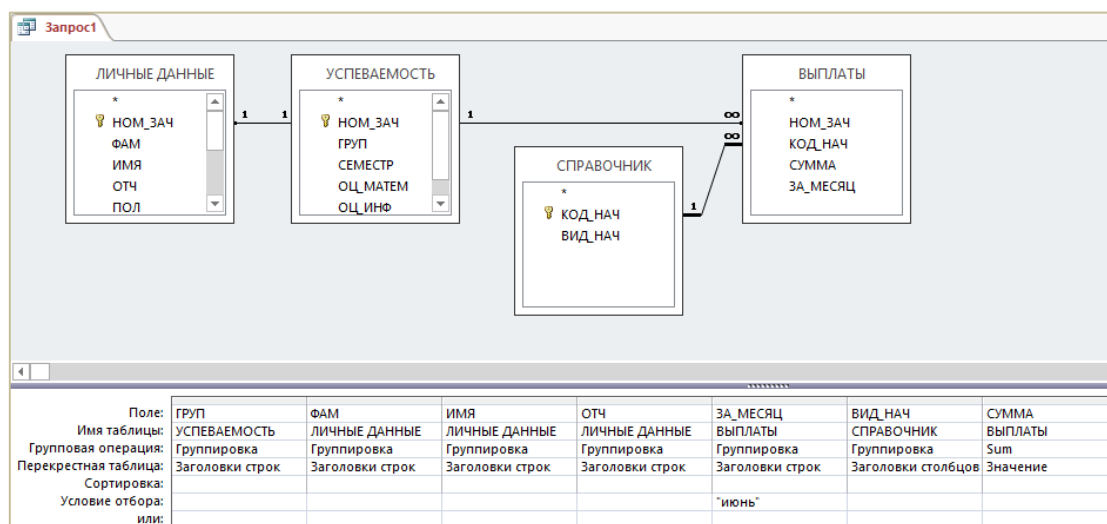 Запрос1
ЛИЧНЫЕ ДАННЫЕ
*
НОМ_ЗАЧ
ФАМ
ИМЯ
ОТЧ
ПОЛ
1 1
УСПЕВАЕМОСТЬ
*
НОМ_ЗАЧ
ГРУП
СЕМЕСТР
ОЦ_МАТЕМ
ОЦ_ИНФ
1 ∞
СПРАВОЧНИК
*
КОД_НАЧ
ВИД_НАЧ
1 ∞
ВЫПЛАТЫ
*
НОМ_ЗАЧ
КОД_НАЧ
СУММА
ЗА_МЕСЯЦ
Поле: ГРУП ФАМ ИМЯ ОТЧ ЗА_МЕСЯЦ ВИД_НАЧ СУММА
Имя таблицы: УСПЕВАЕМОСТЬ ЛИЧНЫЕ ДАННЫЕ ЛИЧНЫЕ ДАННЫЕ ЛИЧНЫЕ ДАННЫЕ ВЫПЛАТЫ СПРАВОЧНИК ВЫПЛАТЫ
Групповая операция: Группировка Группировка Группировка Группировка Группировка Группировка Sum
Перекрестная таблица: Заголовки строк Заголовки строк Заголовки строк Заголовки строк Заголовки строк Заголовки столбцов Значение
Сортировка:
Условие отбора: "июнь"
или: